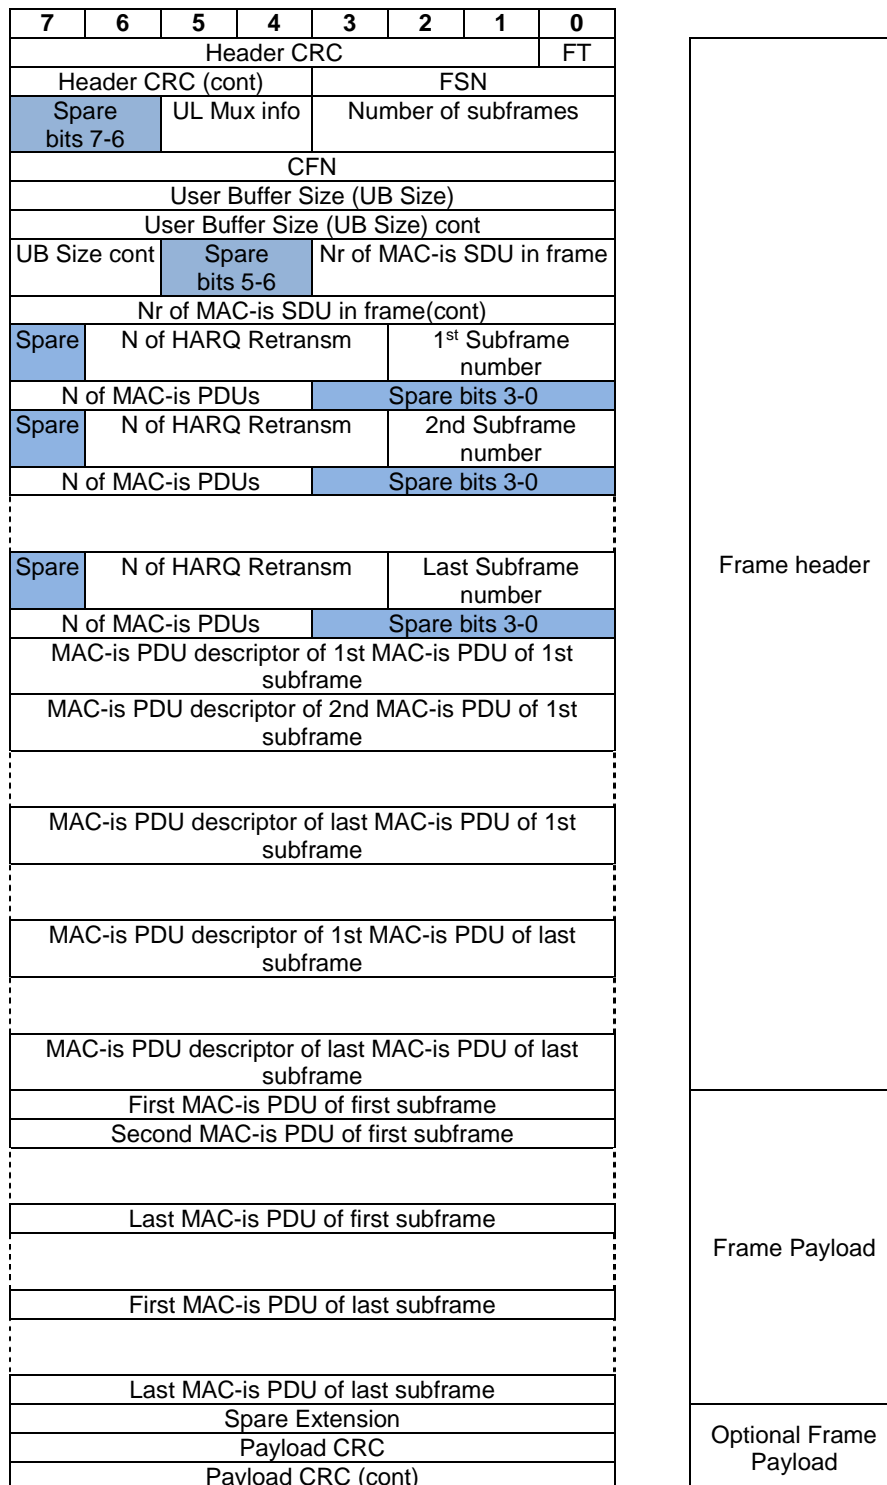 7 6 5 4 3 2 1 0
Header CRC FT
Header CRC (cont) FSN
Spare UL Mux info Number of subframes
bits 7-6
CFN
User Buffer Size (UB Size)
User Buffer Size (UB Size) cont
UB Size cont Spare Nr of MAC-is SDU in frame
bits 5-6
Nr of MAC-is SDU in frame(cont)
Spare N of HARQ Retransm 1st Subframe
number
N of MAC-is PDUs Spare bits 3-0
Spare N of HARQ Retransm 2nd Subframe
number
N of MAC-is PDUs Spare bits 3-0
Spare N of HARQ Retransm Last Subframe
number
N of MAC-is PDUs Spare bits 3-0
MAC-is PDU descriptor of 1st MAC-is PDU of 1st
subframe
MAC-is PDU descriptor of 2nd MAC-is PDU of 1st
subframe
MAC-is PDU descriptor of last MAC-is PDU of 1st
subframe
MAC-is PDU descriptor of 1st MAC-is PDU of last
subframe
MAC-is PDU descriptor of last MAC-is PDU of last
subframe
First MAC-is PDU of first subframe
Second MAC-is PDU of first subframe
Last MAC-is PDU of first subframe
First MAC-is PDU of last subframe
Last MAC-is PDU of last subframe
Spare Extension
Payload CRC
Payload CRC (cont)
Frame header
Frame Payload
Optional Frame
Payload